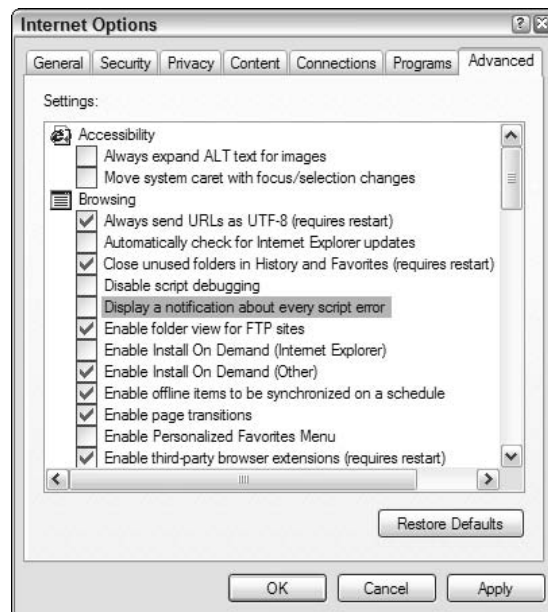 Internet Options
General Security Privacy Content Connections Programs Advanced
Settings:
Accessibility
Always expand ALT text for images
Move system caret with focus/selection changes
Browsing
Always send URLs as UTF-8 (requires restart)
Automatically check for Internet Explorer updates
Close unused folders in History and Favorites (requires restart)
Disable script debugging
Display a notification about every script error
Enable folder view for FTP sites
Enable Install On Demand (Internet Explorer)
Enable Install On Demand (Other)
Enable offline items to be synchronized on a schedule
Enable page transitions
Enable Personalized Favorites Menu
Enable third-party browser extensions (requires restart)
Restore Defaults
OK Cancel Apply